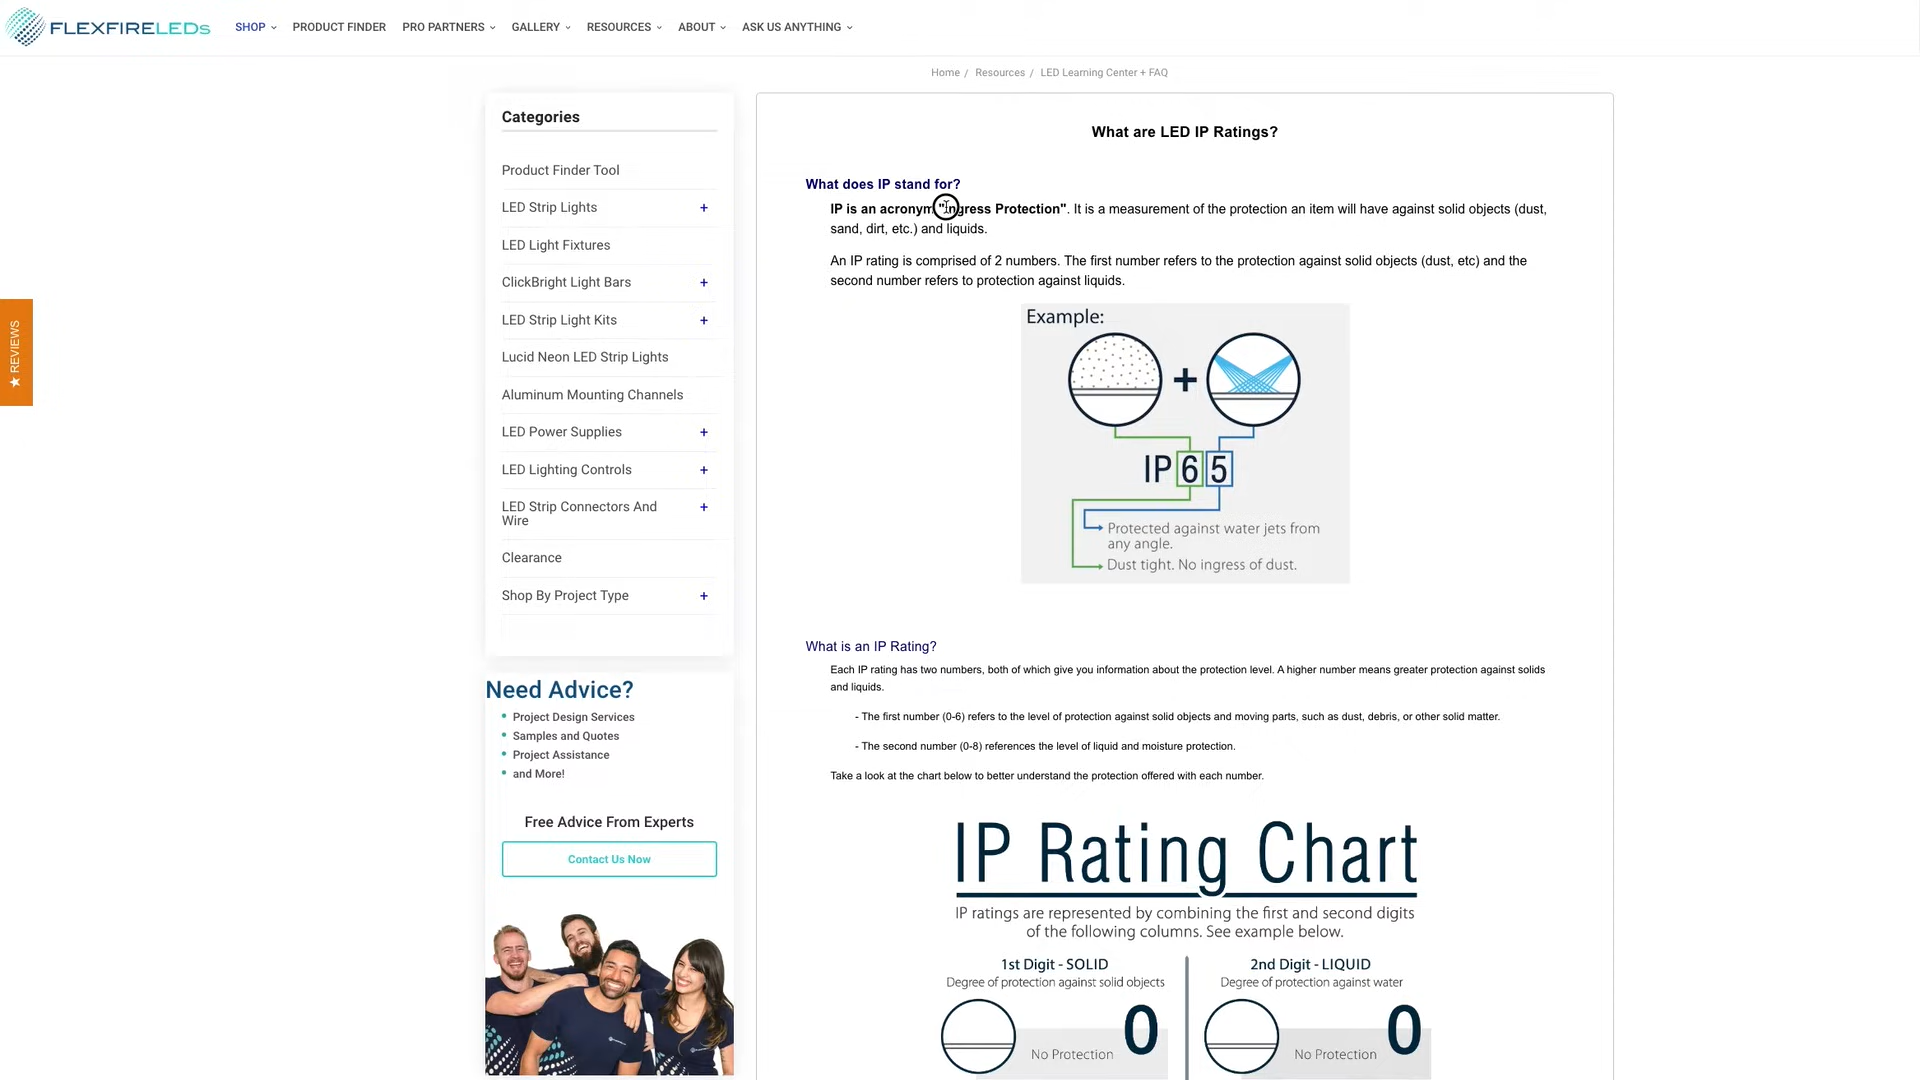 FLEXFIRELEDs
SHOP
PRODUCT FINDER
PRO PARTNERS
GALLERY
RESOURCES
ABOUT
ASK US ANYTHING
Home / Resources / LED Learning Center + FAQ
★ REVIEWS
Categories
Product Finder Tool
LED Strip Lights +
LED Light Fixtures
ClickBright Light Bars +
LED Strip Light Kits +
Lucid Neon LED Strip Lights
Aluminum Mounting Channels
LED Power Supplies +
LED Lighting Controls +
LED Strip Connectors And +
Wire
Clearance
Shop By Project Type +
Need Advice?
Project Design Services
Samples and Quotes
Project Assistance
and More!
Free Advice From Experts
Contact Us Now
What are LED IP Ratings?
What does IP stand for?
IP is an acronym "Ingress Protection". It is a measurement of the protection an item will have against solid objects (dust,
sand, dirt, etc.) and liquids.
An IP rating is comprised of 2 numbers. The first number refers to the protection against solid objects (dust, etc) and the
second number refers to protection against liquids.
Example:
+
IP 6 5
Protected against water jets from
any angle.
Dust tight. No ingress of dust.
What is an IP Rating?
Each IP rating has two numbers, both of which give you information about the protection level. A higher number means greater protection against solids
and liquids.
- The first number (0-6) refers to the level of protection against solid objects and moving parts, such as dust, debris, or other solid matter.
- The second number (0-8) references the level of liquid and moisture protection.
Take a look at the chart below to better understand the protection offered with each number.
IP Rating Chart
IP ratings are represented by combining the first and second digits
of the following columns. See example below.
1st Digit - SOLID
Degree of protection against solid objects
0
No Protection
2nd Digit - LIQUID
Degree of protection against water
0
No Protection